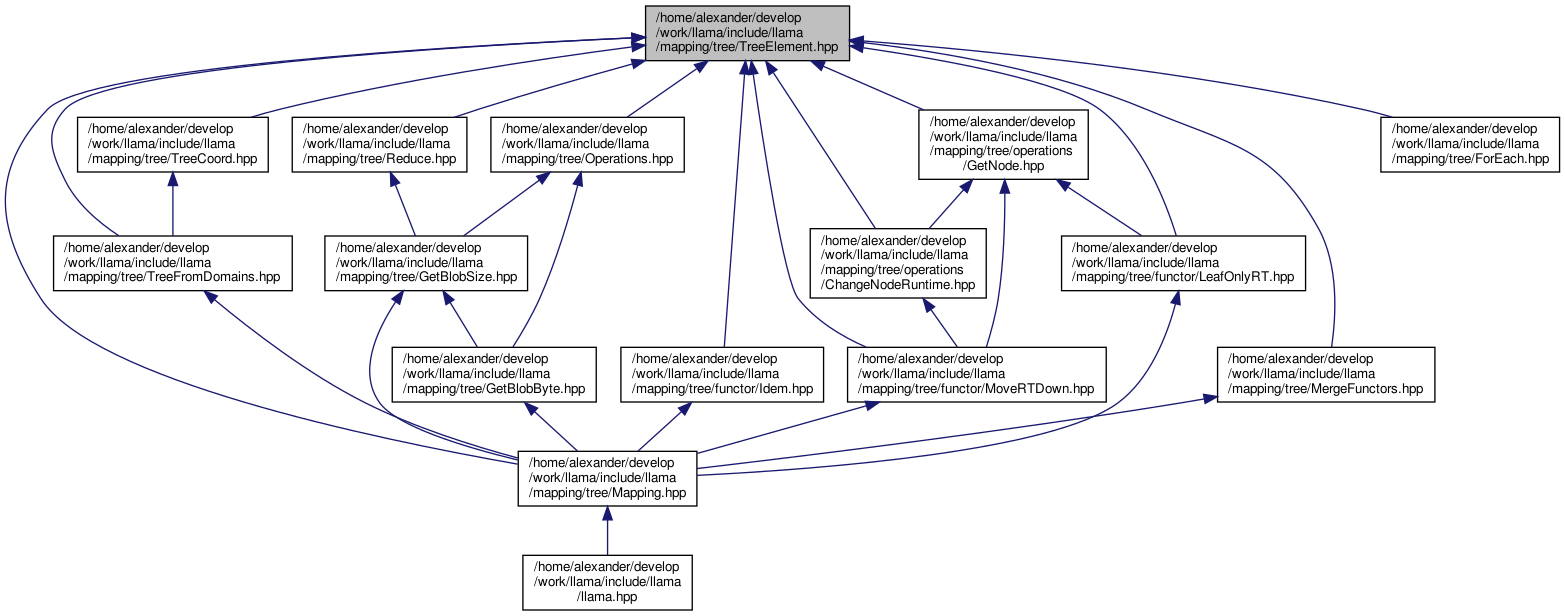 /home/alexander/develop
/work/llama/include/llama
/mapping/tree/TreeElement.hpp
/home/alexander/develop
/work/llama/include/llama
/mapping/tree/TreeCoord.hpp
/home/alexander/develop
/work/llama/include/llama
/mapping/tree/Reduce.hpp
/home/alexander/develop
/work/llama/include/llama
/mapping/tree/Operations.hpp
/home/alexander/develop
/work/llama/include/llama
/mapping/tree/operations
/GetNode.hpp
/home/alexander/develop
/work/llama/include/llama
/mapping/tree/ForEach.hpp
/home/alexander/develop
/work/llama/include/llama
/mapping/tree/TreeFromDomains.hpp
/home/alexander/develop
/work/llama/include/llama
/mapping/tree/GetBlobSize.hpp
/home/alexander/develop
/work/llama/include/llama
/mapping/tree/operations
/ChangeNodeRuntime.hpp
/home/alexander/develop
/work/llama/include/llama
/mapping/tree/functor/LeafOnlyRT.hpp
/home/alexander/develop
/work/llama/include/llama
/mapping/tree/GetBlobByte.hpp
/home/alexander/develop
/work/llama/include/llama
/mapping/tree/functor/Idem.hpp
/home/alexander/develop
/work/llama/include/llama
/mapping/tree/functor/MoveRTDown.hpp
/home/alexander/develop
/work/llama/include/llama
/mapping/tree/MergeFunctors.hpp
/home/alexander/develop
/work/llama/include/llama
/mapping/tree/Mapping.hpp
/home/alexander/develop
/work/llama/include/llama
/llama.hpp